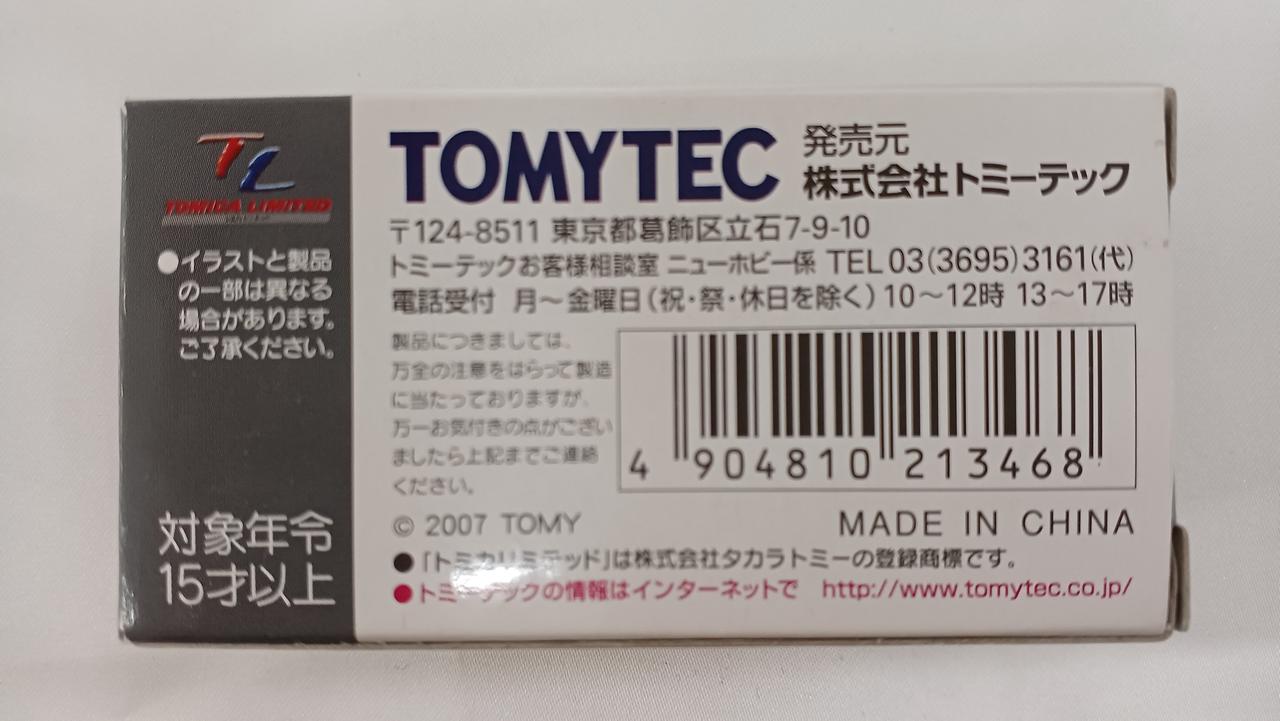 TL
TOMICA LIMITED
●イラストと製品
の一部は異なる
場合があります。
ご了承ください。
対象年令
15才以上
TOMYTEC
発売元
株式会社トミーテック
〒124-8511 東京都葛飾区立石7-9-10
トミーテックお客様相談室 ニューホビー係 TEL 03(3695)3161(代)
電話受付 月～金曜日(祝・祭・休日を除く)10～12時 13～17時
製品につきましては、
万全の注意をはらって製造
に当たっておりますが、
万一お気付きの点がござい
ましたら上記までご連絡
ください。
4 904810 213468
© 2007 TOMY
MADE IN CHINA
●「トミカリミテッド」は株式会社タカラトミーの登録商標です。
●トミーテックの情報はインターネットで http://www.tomytec.co.jp/